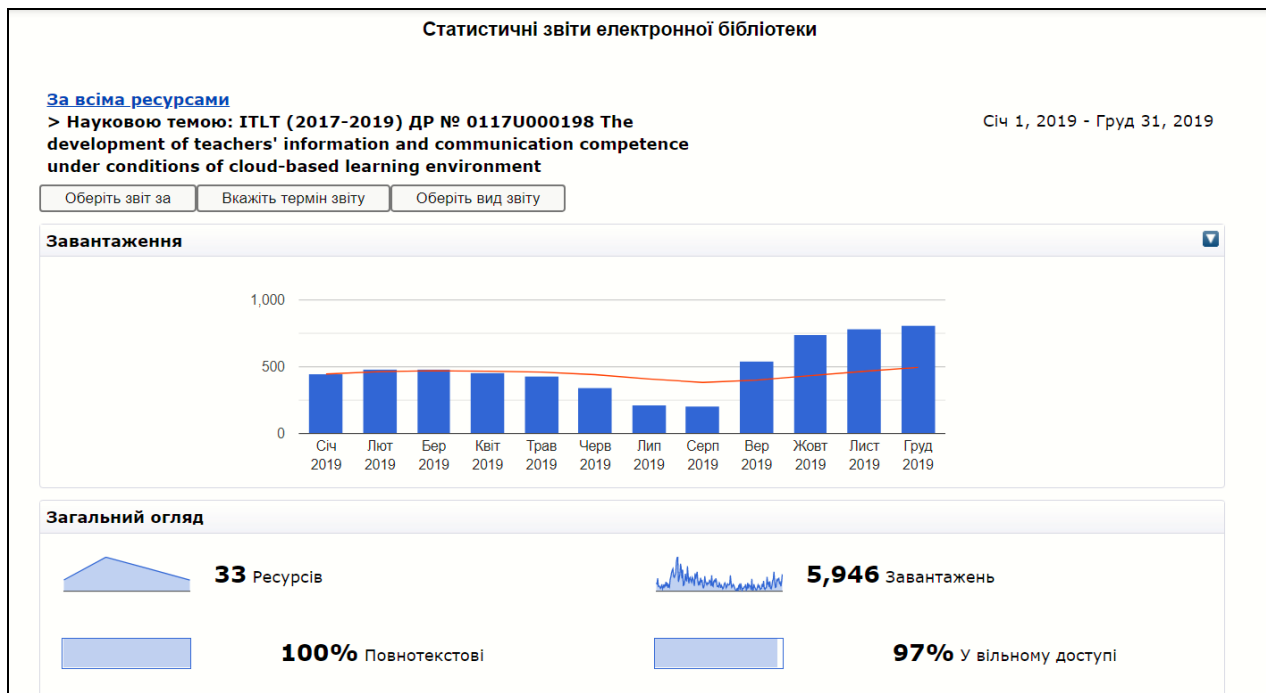 Статистичні звіти електронної бібліотеки
За всіма ресурсами
> Науковою темою: ITLT (2017-2019) ДР № 0117U000198 The
development of teachers' information and communication competence
under conditions of cloud-based learning environment
Січ 1, 2019 - Груд 31, 2019
Оберіть звіт за Вкажіть термін звіту Оберіть вид звіту
Завантаження
1,000
500
0
Січ Лют Бер Квіт Трав Черв Лип Серп Вер Жовт Лист Груд
2019 2019 2019 2019 2019 2019 2019 2019 2019 2019 2019 2019
Загальний огляд
33 Ресурсів 5,946 Завантажень
100% Повнотекстові 97% У вільному доступі